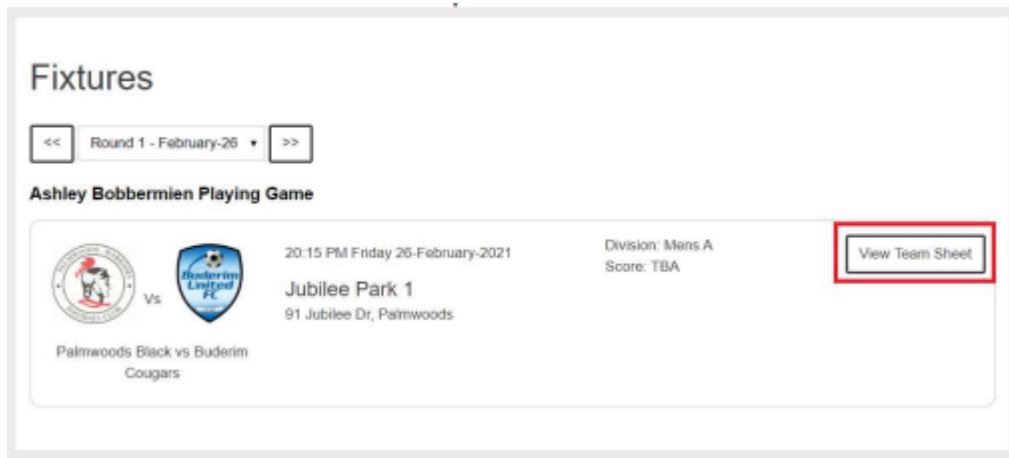 Fixtures
<< Round 1 - February-26 >>
Ashley Bobbermien Playing Game
Vs
Buderim
United
FC
20:15 PM Friday 26-February-2021
Jubilee Park 1
91 Jubilee Dr, Palmwoods
Division: Mens A
Score: TBA
View Team Sheet
Palmwoods Black vs Buderim
Cougars